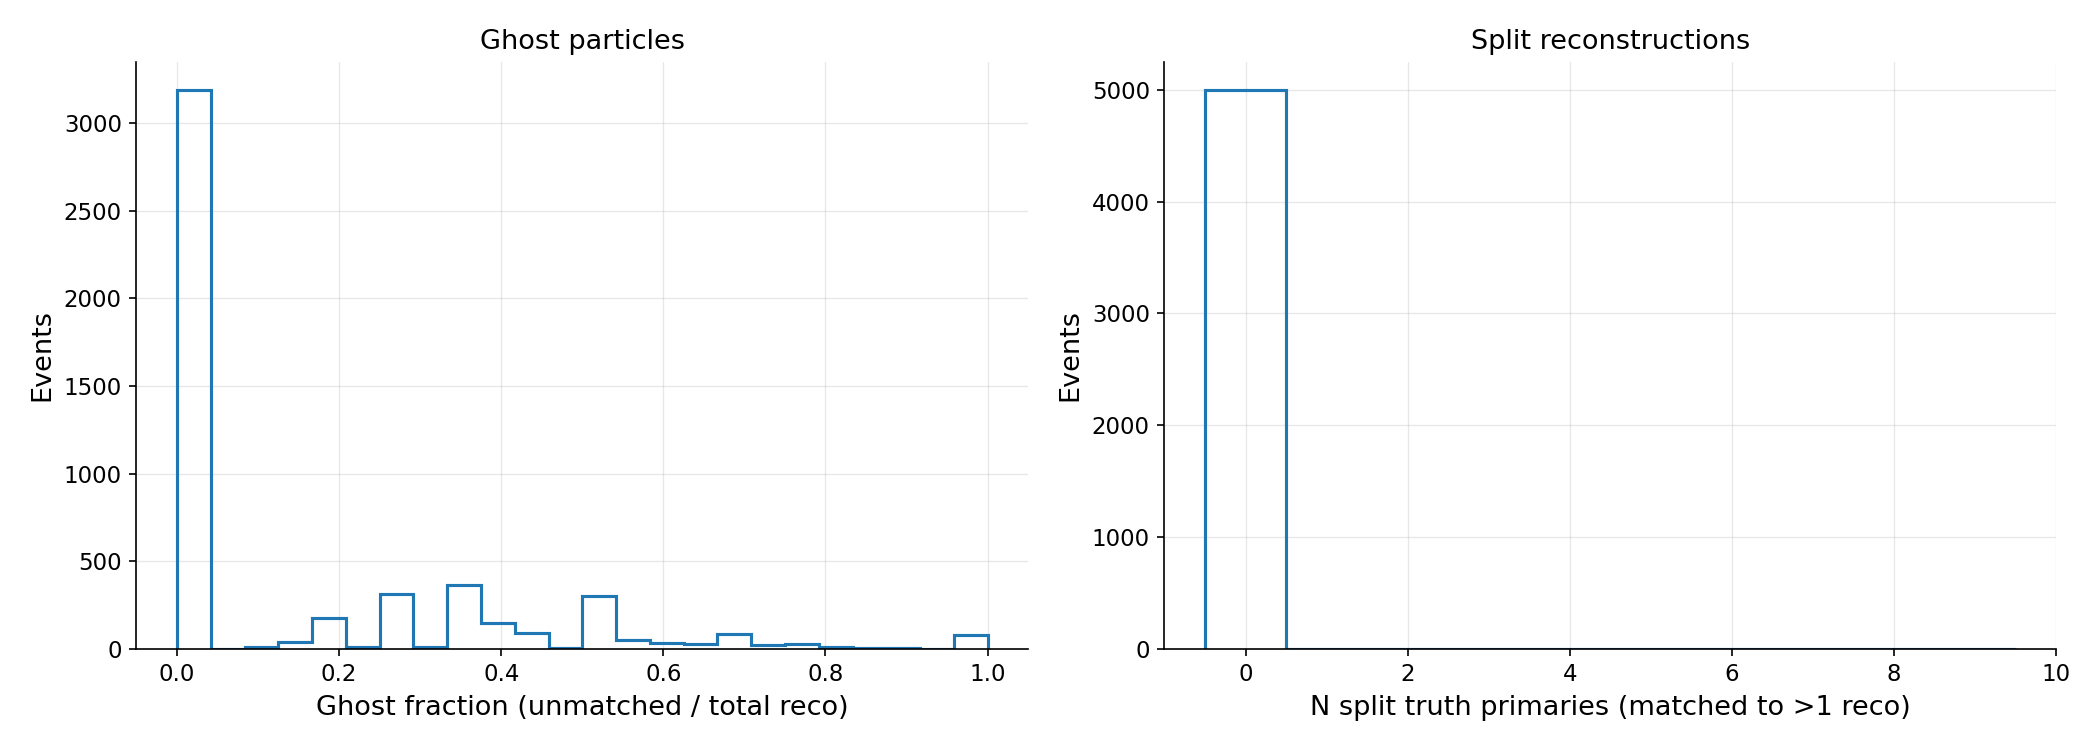 Ghost particles
Events
3000
2500
2000
1500
1000
500
0
0.0 0.2 0.4 0.6 0.8 1.0
Ghost fraction (unmatched / total reco)
Split reconstructions
Events
5000
4000
3000
2000
1000
0
0 2 4 6 8 10
N split truth primaries (matched to >1 reco)